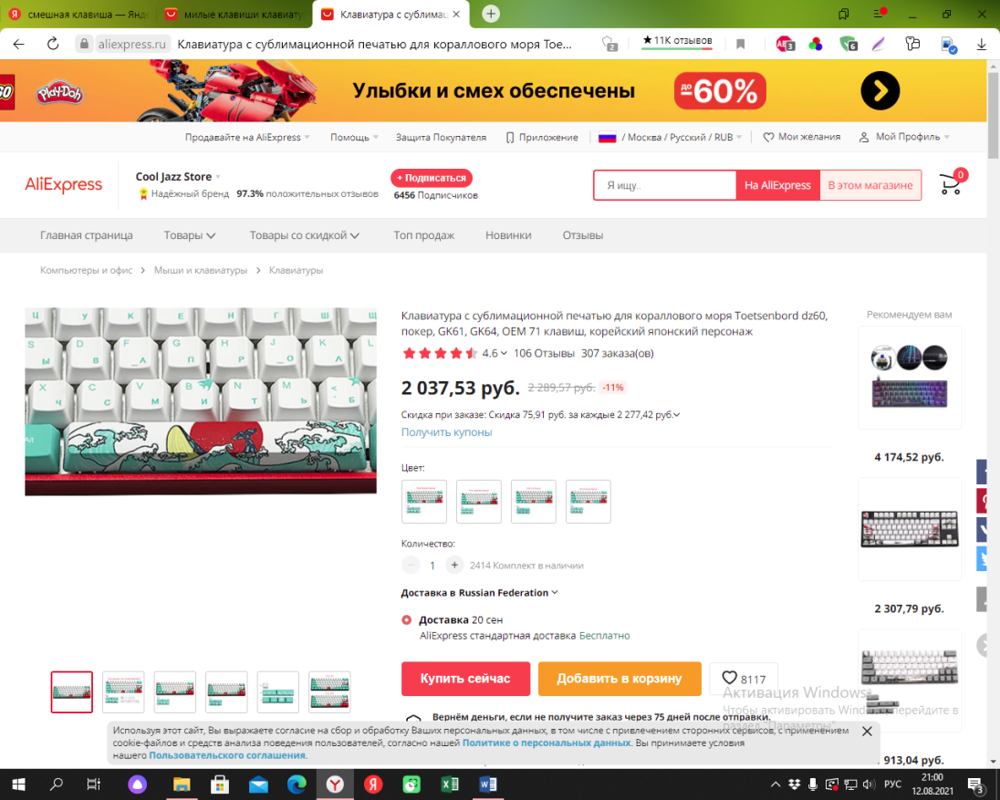 смешная клавиша — Янд
милые клавиши клавиату
Клавиатура с сублимац
aliexpress.ru
Клавиатура с сублимационной печатью для кораллового моря Toe...
2
★11K отзывов
3
6
Play-Doh
Улыбки и смех обеспечены
до -60%
Продавайте на AliExpress
Помощь
Защита Покупателя
Приложение
/ Москва / Русский / RUB
Мои желания
Мой Профиль
AliExpress
Cool Jazz Store
Надёжный бренд 97.3% положительных отзывов
+ Подписаться
6456 Подписчиков
Я ищу..
На AliExpress
В этом магазине
0
Главная страница
Товары
Товары со скидкой
Топ продаж
Новинки
Отзывы
Компьютеры и офис > Мыши и клавиатуры > Клавиатуры
Клавиатура с сублимационной печатью для кораллового моря Toetsenbord dz60,
покер, GK61, GK64, OEM 71 клавиш, корейский японский персонаж
4.6 106 Отзывы 307 заказа(ов)
2 037,53 руб. 2 289,57 руб. -11%
Скидка при заказе: Скидка 75,91 руб. за каждые 2 277,42 руб.
Получить купоны
Цвет:
Количество:
1
2414 Комплект в наличии
Доставка в Russian Federation
Доставка 20 сен
AliExpress стандартная доставка Бесплатно
Купить сейчас
Добавить в корзину
8117
Вернём деньги, если не получите заказ через 75 дней после отправки.
Рекомендуем вам
4 174,52 руб.
2 307,79 руб.
913,04 руб.
Активация Windows
Чтобы активировать Windows, перейдите в
раздел "Параметры".
Используя этот сайт, Вы выражаете согласие на сбор и обработку Ваших персональных данных, в том числе с привлечением сторонних сервисов, с применением
cookie-файлов и средств анализа поведения пользователей, согласно нашей Политике о персональных данных. Вы принимаете условия
нашего Пользовательского соглашения.
РУС
21:00
12.08.2021
3